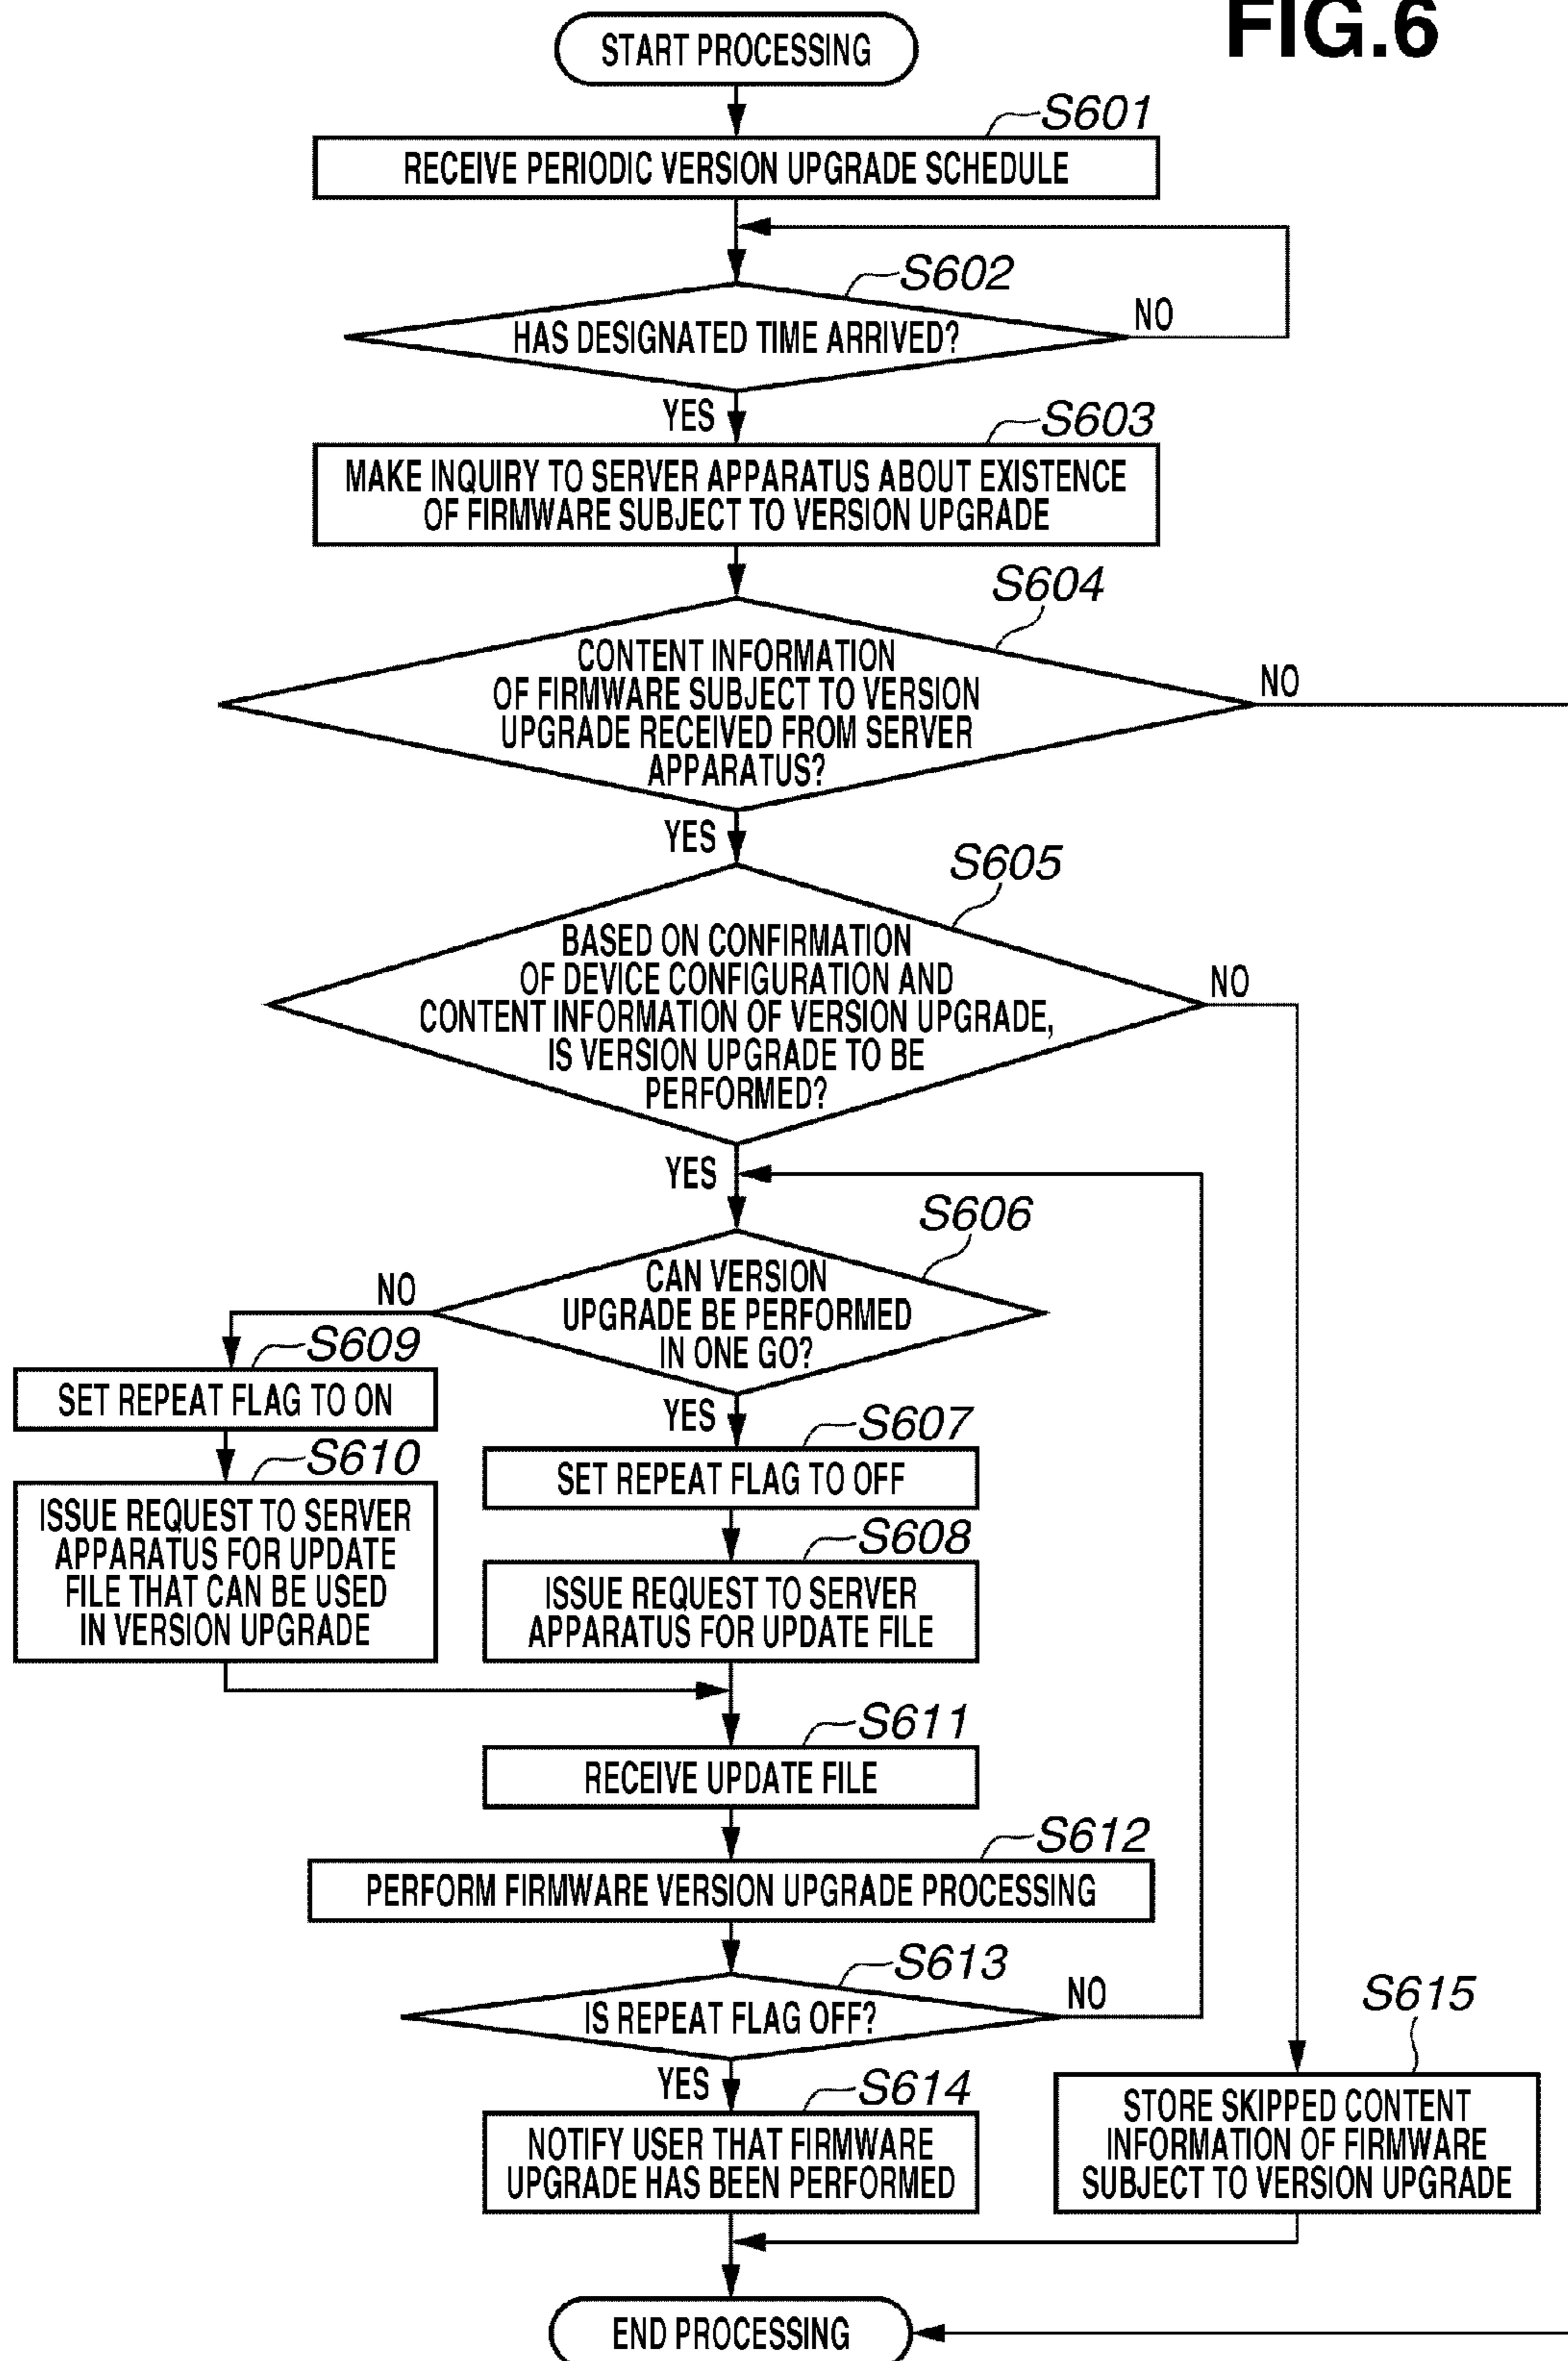 FIG.6
START PROCESSING
S601
RECEIVE PERIODIC VERSION UPGRADE SCHEDULE
S602
HAS DESIGNATED TIME ARRIVED?
NO
YES
S603
MAKE INQUIRY TO SERVER APPARATUS ABOUT EXISTENCE
OF FIRMWARE SUBJECT TO VERSION UPGRADE
S604
CONTENT INFORMATION
OF FIRMWARE SUBJECT TO VERSION
UPGRADE RECEIVED FROM SERVER
APPARATUS?
NO
YES
S605
BASED ON CONFIRMATION
OF DEVICE CONFIGURATION AND
CONTENT INFORMATION OF VERSION UPGRADE,
IS VERSION UPGRADE TO BE
PERFORMED?
NO
YES
S606
CAN VERSION
UPGRADE BE PERFORMED
IN ONE GO?
NO
YES
S609
SET REPEAT FLAG TO ON
S610
ISSUE REQUEST TO SERVER
APPARATUS FOR UPDATE
FILE THAT CAN BE USED
IN VERSION UPGRADE
S607
SET REPEAT FLAG TO OFF
S608
ISSUE REQUEST TO SERVER
APPARATUS FOR UPDATE FILE
S611
RECEIVE UPDATE FILE
S612
PERFORM FIRMWARE VERSION UPGRADE PROCESSING
S613
IS REPEAT FLAG OFF?
NO
YES
S614
NOTIFY USER THAT FIRMWARE
UPGRADE HAS BEEN PERFORMED
S615
STORE SKIPPED CONTENT
INFORMATION OF FIRMWARE
SUBJECT TO VERSION UPGRADE
END PROCESSING